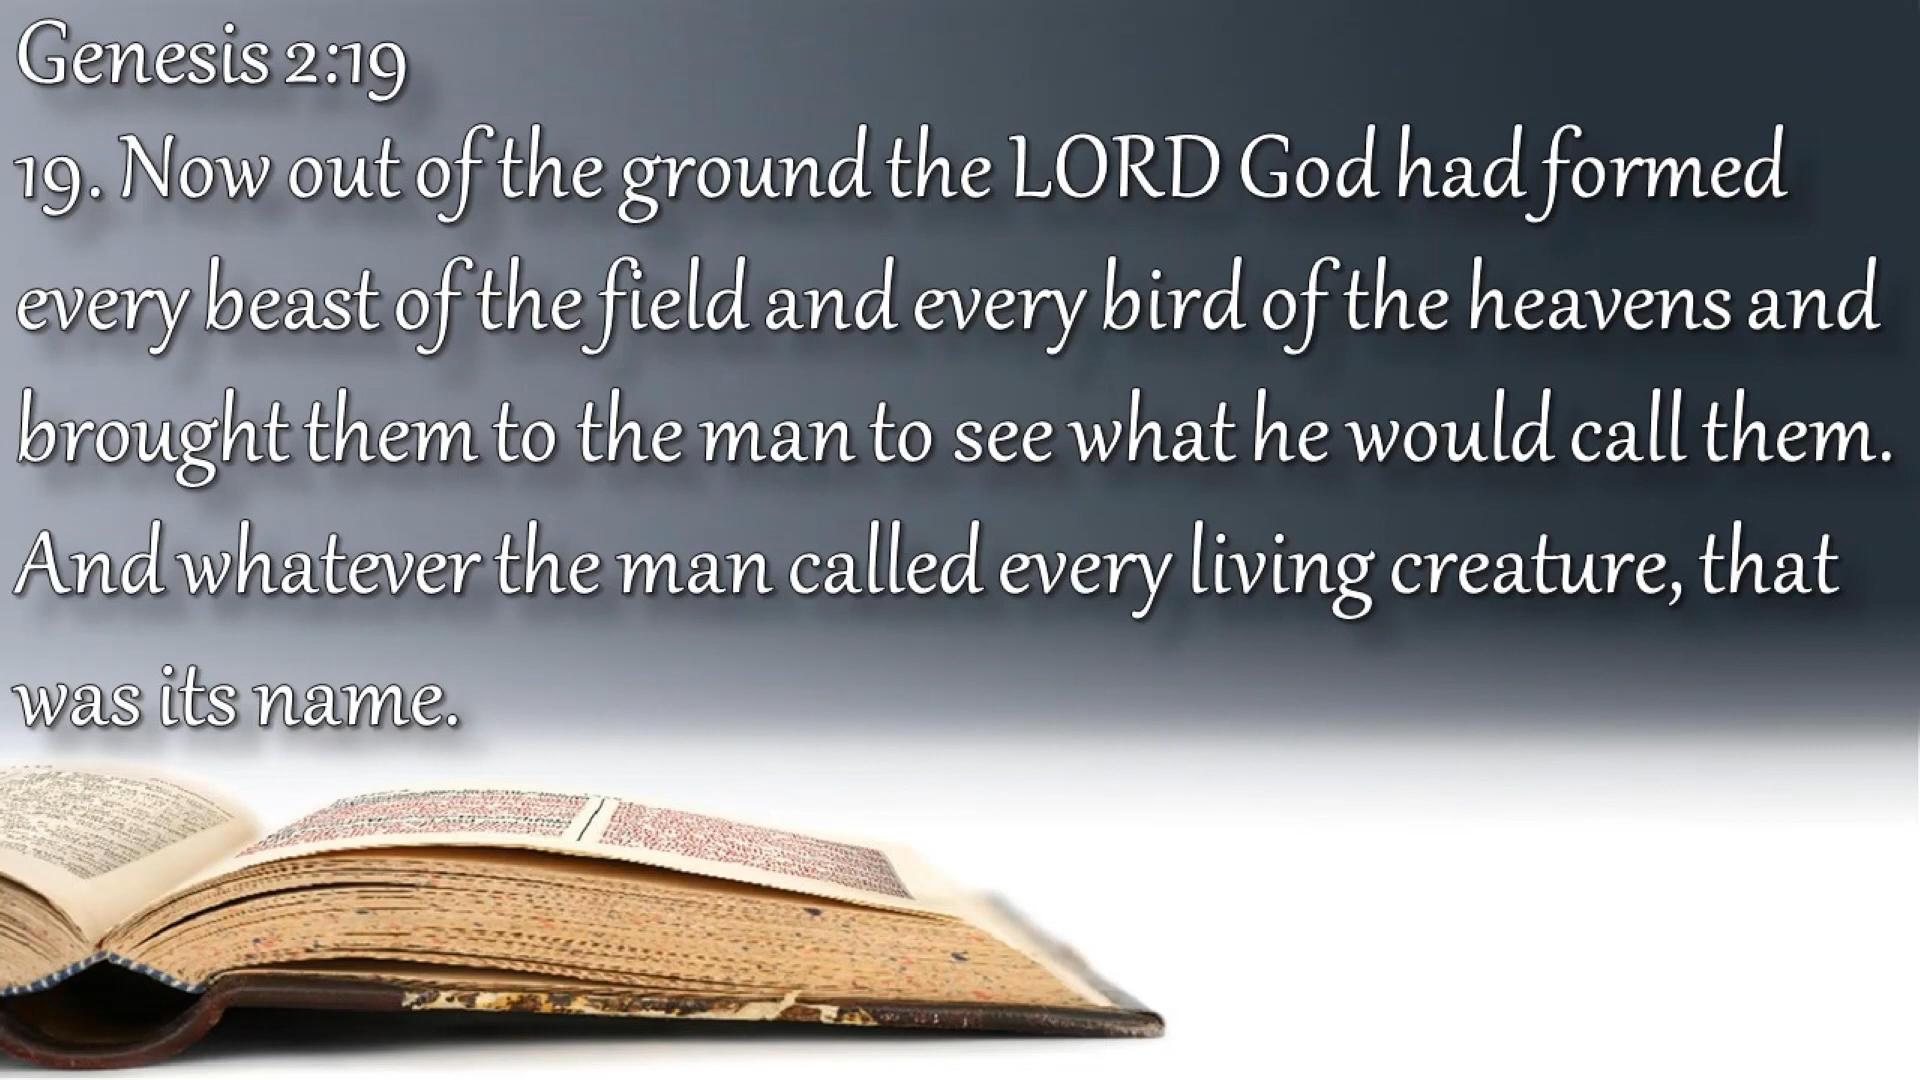 Genesis 2:19
19. Now out of the ground the LORD God had formed
every beast of the field and every bird of the heavens and
brought them to the man to see what he would call them.
And whatever the man called every living creature, that
was its name.